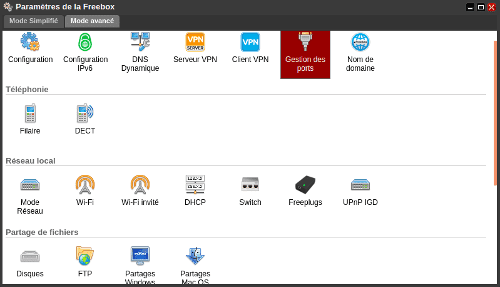 Paramètres de la Freebox
Mode Simplifié Mode avancé
VPN VPN
SERVER
Configuration Configuration DNS Serveur VPN Client VPN Gestion des Nom de
IPv6 Dynamique ports domaine
Téléphonie
Filaire DECT
Réseau local
Mode Wi-Fi Wi-Fi invité DHCP Switch Freeplugs UPnP IGD
Réseau
Partage de fichiers
Disques FTP Partages Partages
Windows Mac OS